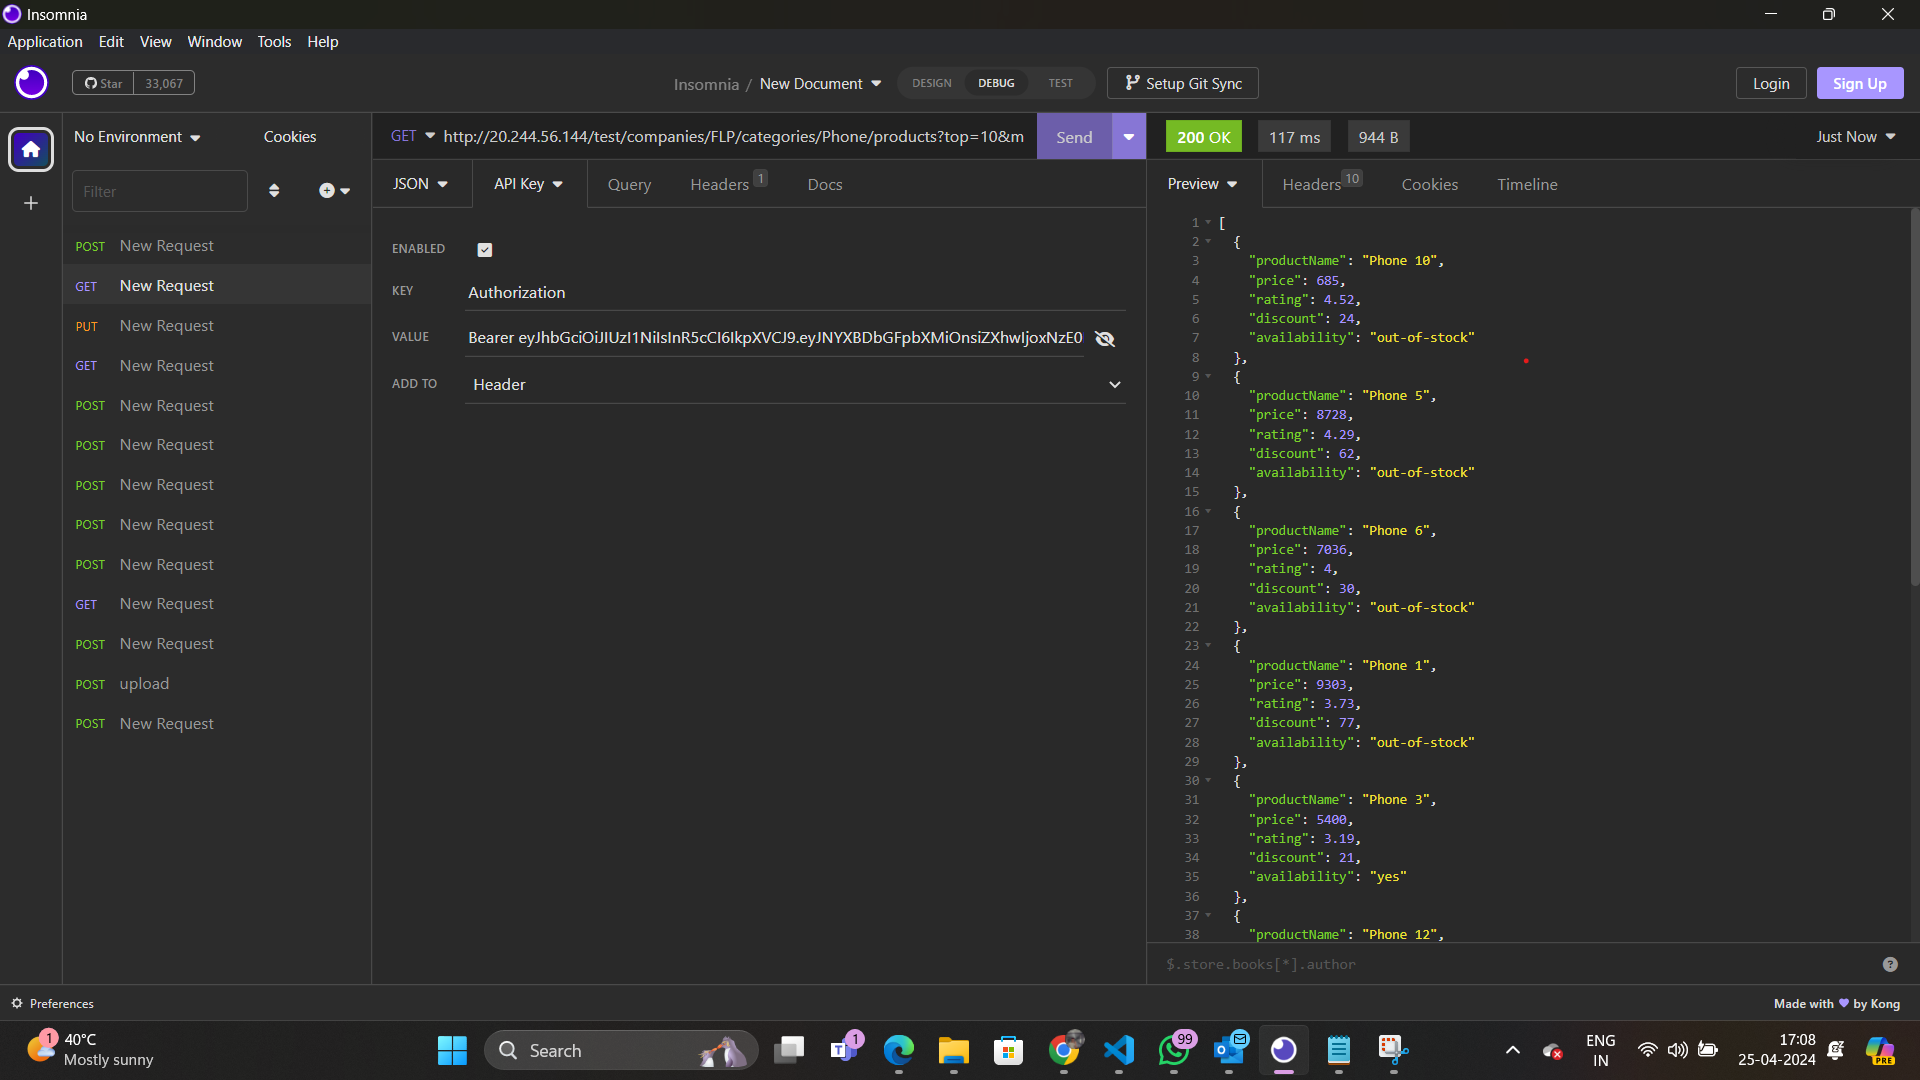 Insomnia
Application Edit View Window Tools Help
Star 33,067
Insomnia / New Document
DESIGN DEBUG TEST
Setup Git Sync
Login
Sign Up
No Environment
Cookies
Filter
POST New Request
GET New Request
PUT New Request
GET New Request
POST New Request
POST New Request
POST New Request
POST New Request
POST New Request
GET New Request
POST New Request
POST upload
POST New Request
GET http://20.244.56.144/test/companies/FLP/categories/Phone/products?top=10&m
Send
JSON API Key Query Headers 1 Docs
ENABLED
KEY Authorization
VALUE Bearer eyJhbGciOiJIUzI1NiIsInR5cCI6IkpXVCJ9.eyJNYXBDbGFpbXMiOnsiZXhwIjoxNzE0
ADD TO Header
200 OK 117 ms 944 B Just Now
Preview Headers 10 Cookies Timeline
1 [
2 {
3 "productName": "Phone 10",
4 "price": 685,
5 "rating": 4.52,
6 "discount": 24,
7 "availability": "out-of-stock"
8 },
9 {
10 "productName": "Phone 5",
11 "price": 8728,
12 "rating": 4.29,
13 "discount": 62,
14 "availability": "out-of-stock"
15 },
16 {
17 "productName": "Phone 6",
18 "price": 7036,
19 "rating": 4,
20 "discount": 30,
21 "availability": "out-of-stock"
22 },
23 {
24 "productName": "Phone 1",
25 "price": 9303,
26 "rating": 3.73,
27 "discount": 77,
28 "availability": "out-of-stock"
29 },
30 {
31 "productName": "Phone 3",
32 "price": 5400,
33 "rating": 3.19,
34 "discount": 21,
35 "availability": "yes"
36 },
37 {
38 "productName": "Phone 12",
$.store.books[*].author
Preferences
Made with by Kong
1
40°C
Mostly sunny
Search
1
99
ENG
IN
17:08
25-04-2024
PRE